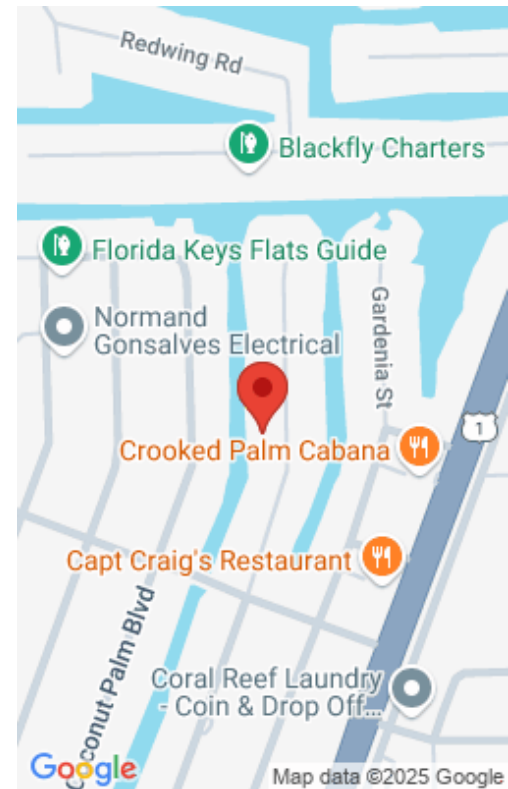 Redwing Rd
Blackfly Charters
Florida Keys Flats Guide
Normand
Gonsalves Electrical
Gardenia St
1
Crooked Palm Cabana
Capt Craig's Restaurant
Coconut Palm Blvd
Coral Reef Laundry
- Coin & Drop Off...
Google
Map data ©2025 Google